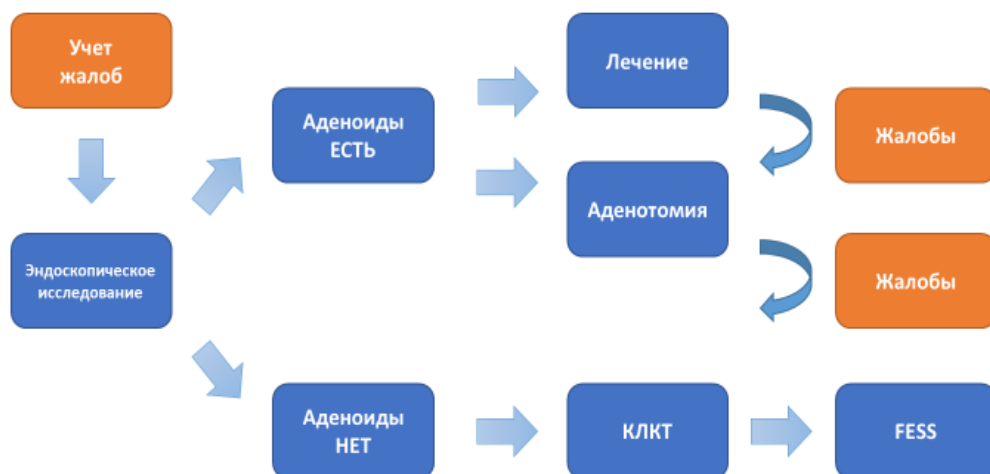 Учет
жалоб
Лечение
Аденоиды
ЕСТЬ
Жалобы
Аденотомия
Эндоскопическое
исследование
Жалобы
Аденоиды
НЕТ
КЛКТ
FESS